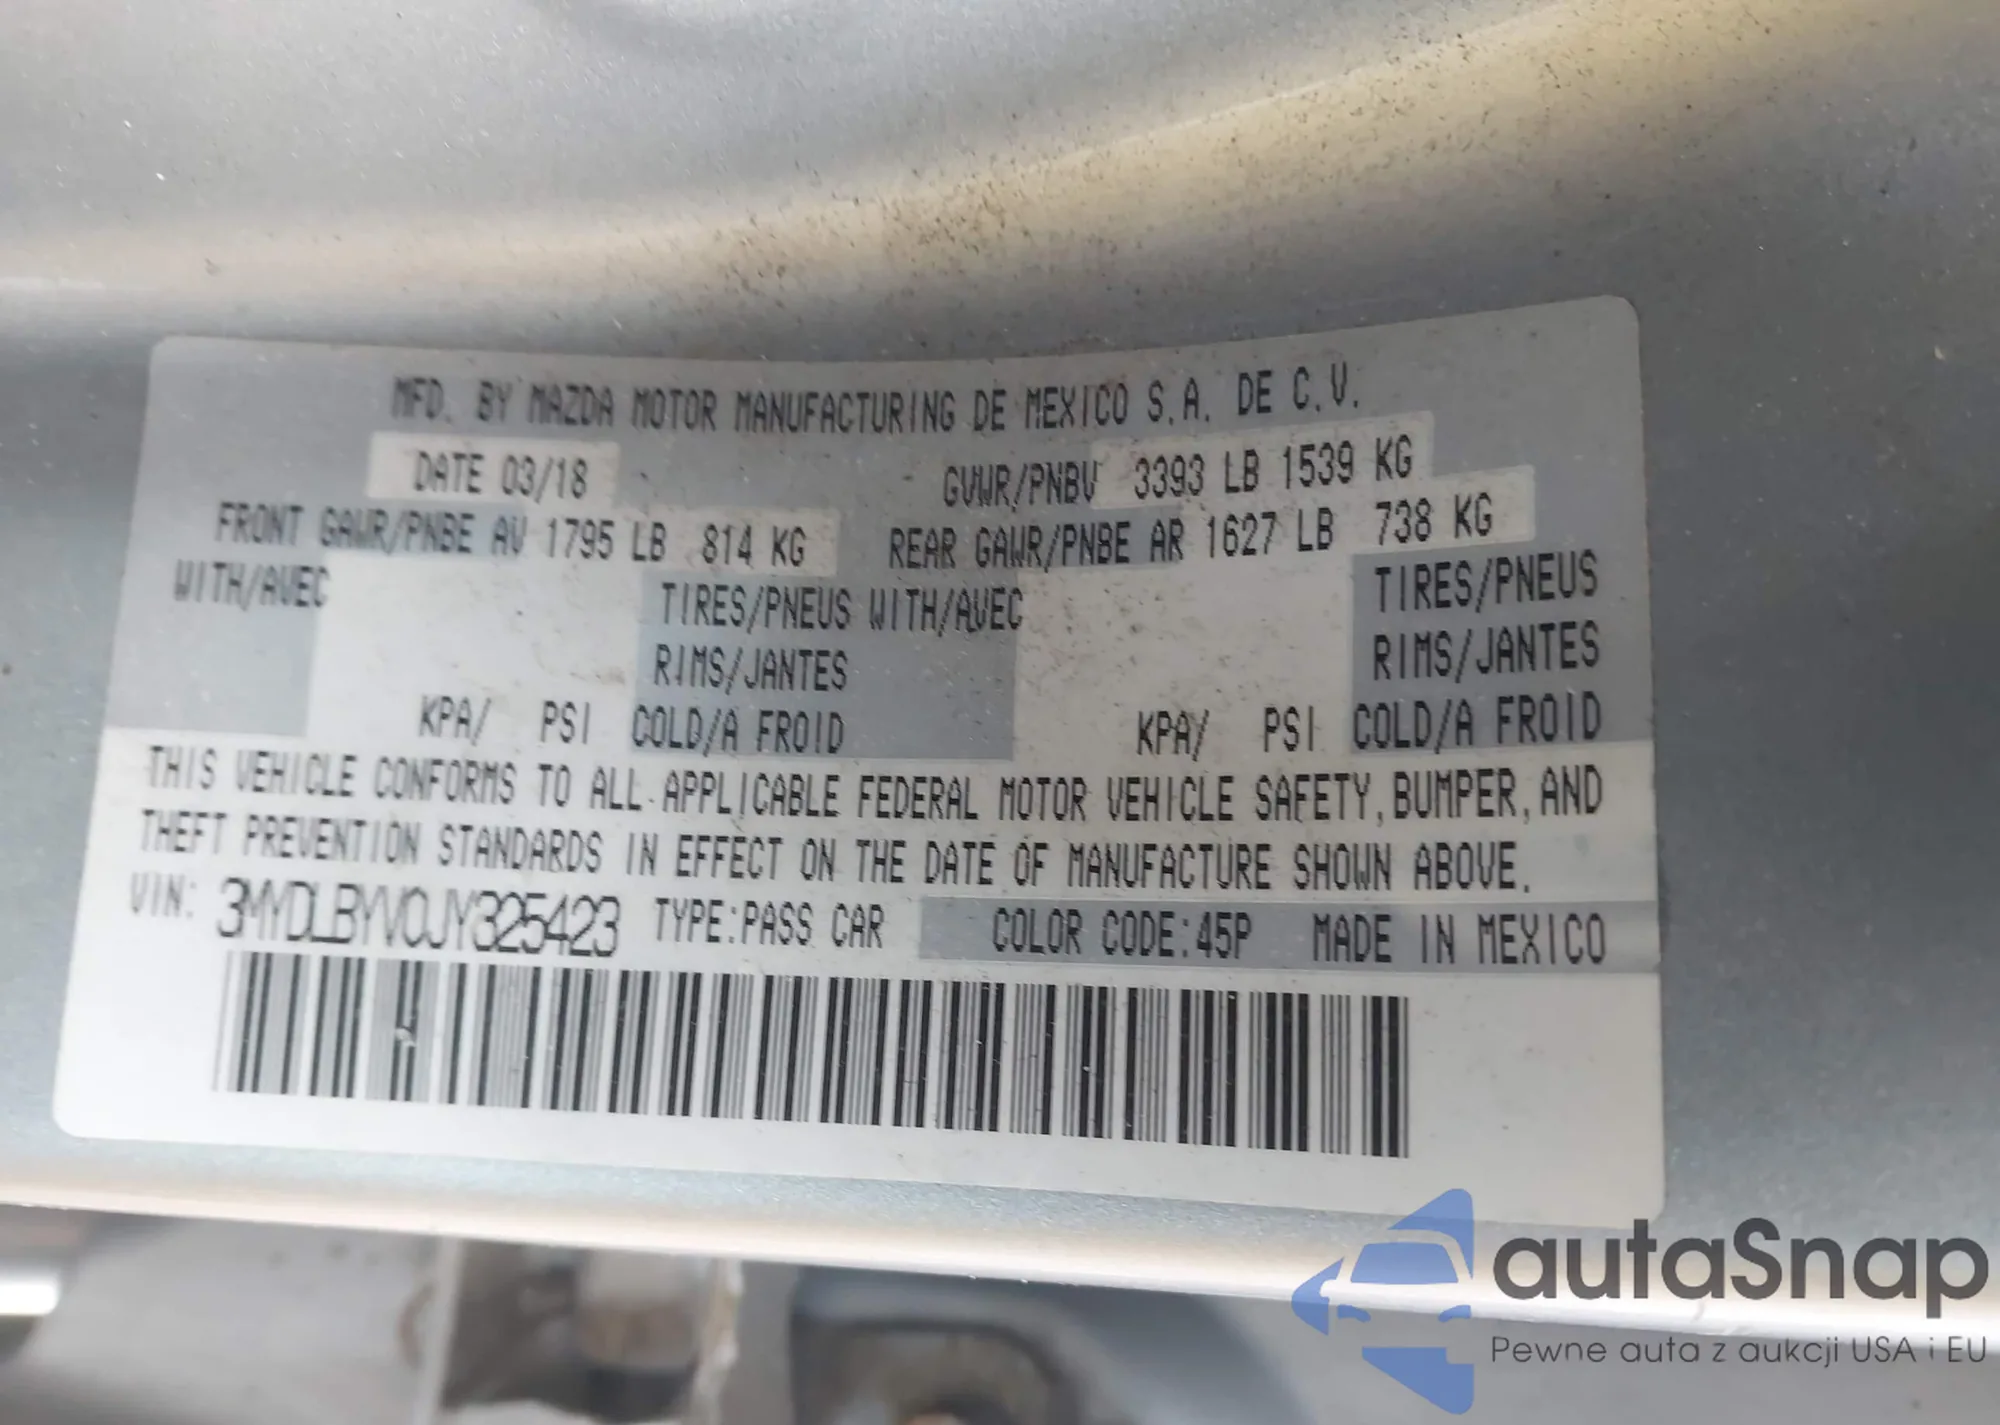 MFD. BY MAZDA MOTOR MANUFACTURING DE MEXICO S.A. DE C.V.
DATE 03/18 GVWR/PNBV 3393 LB 1539 KG
FRONT GAWR/PNBE AV 1795 LB 814 KG REAR GAWR/PNBE AR 1627 LB 738 KG
WITH/AVEC TIRES/PNEUS WITH/AVEC TIRES/PNEUS
RIMS/JANTES RIMS/JANTES
KPA/ PSI COLD/A FROID KPA/ PSI COLD/A FROID
THIS VEHICLE CONFORMS TO ALL APPLICABLE FEDERAL MOTOR VEHICLE SAFETY, BUMPER, AND
THEFT PREVENTION STANDARDS IN EFFECT ON THE DATE OF MANUFACTURE SHOWN ABOVE.
VIN: 3MYDLBYV0JY325423 TYPE:PASS CAR COLOR CODE:45P MADE IN MEXICO
autaSnap
Pewne auta z aukcji USA i EU